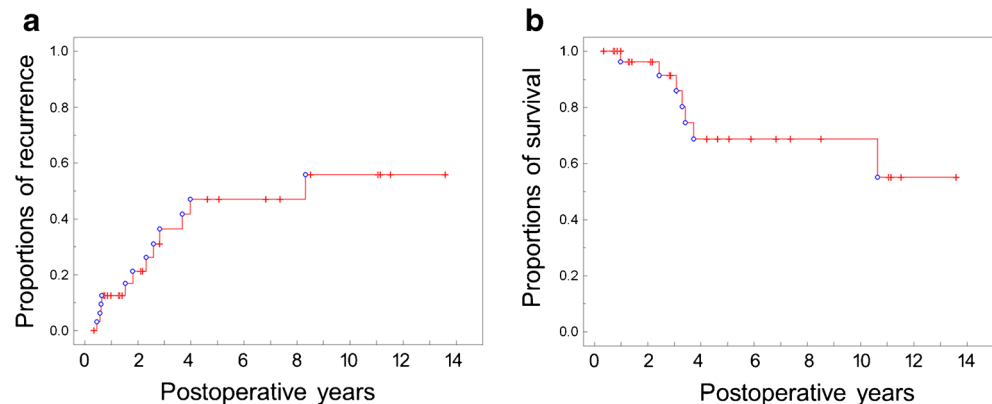 a
Proportions of recurrence
1.0
0.8
0.6
0.4
0.2
0.0
0 2 4 6 8 10 12 14
Postoperative years
b
Proportions of survival
1.0
0.8
0.6
0.4
0.2
0.0
0 2 4 6 8 10 12 14
Postoperative years